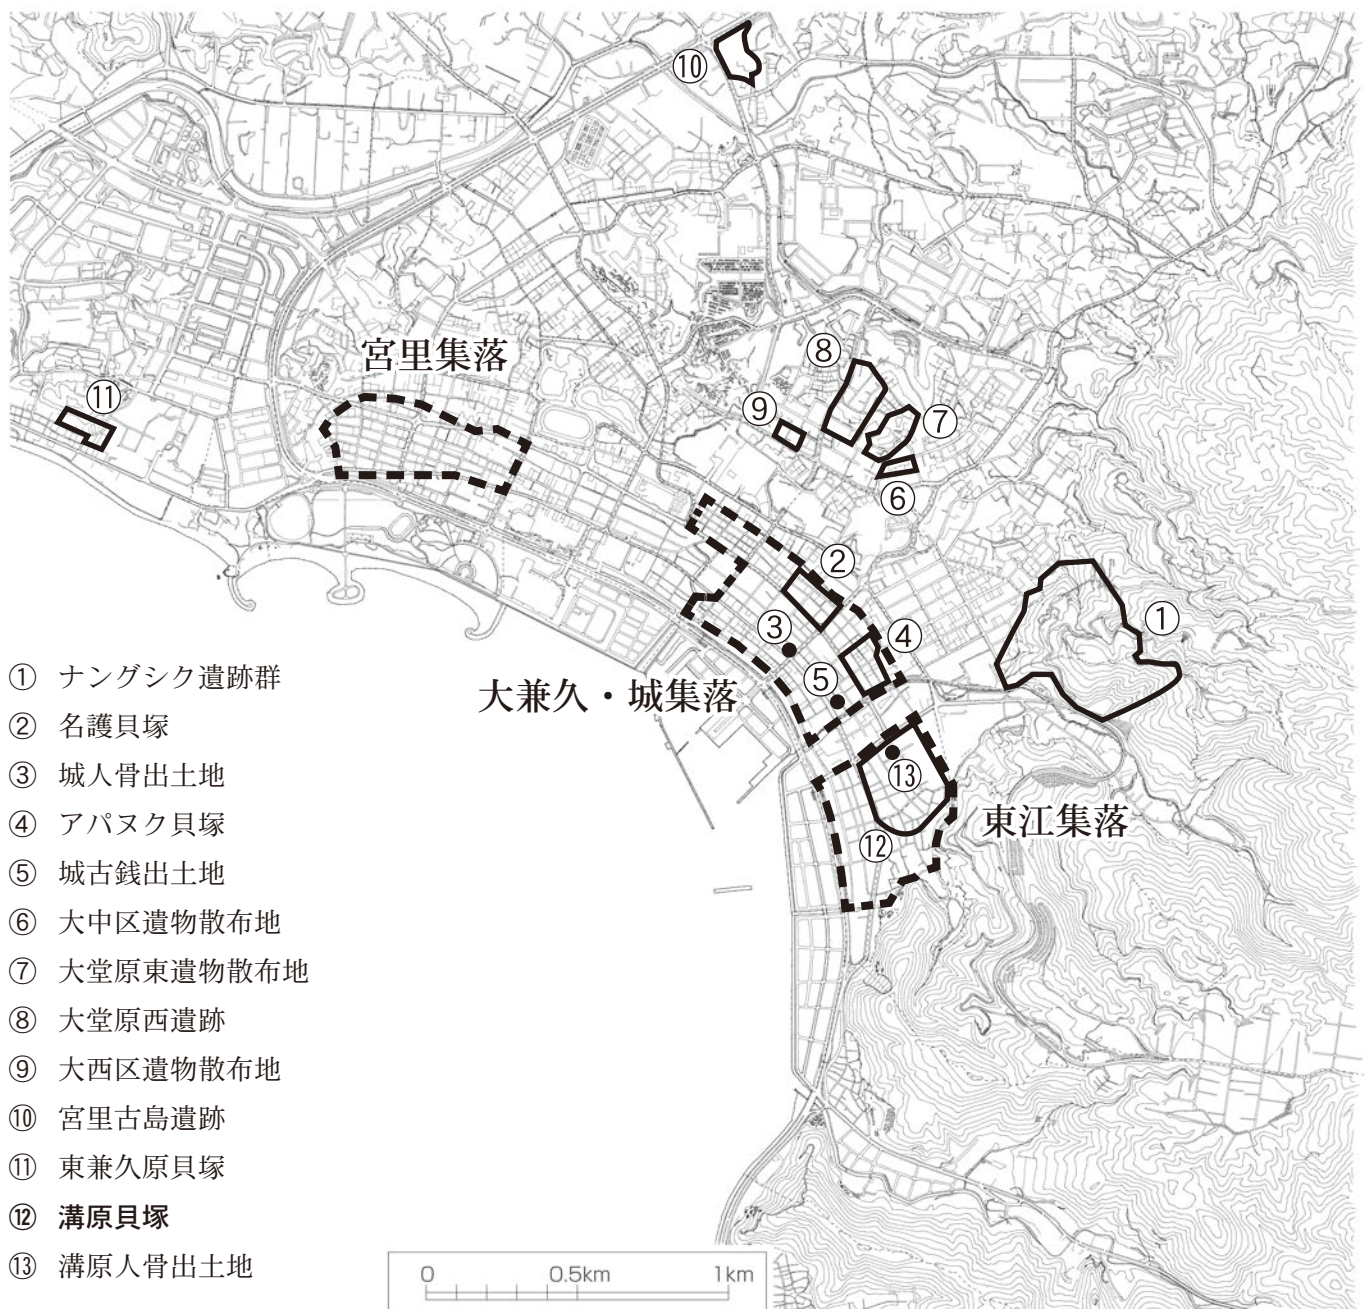 ⑩
宮里集落
⑧
⑪
⑨
⑦
⑥
②
①
③
④
① ナングシク遺跡群
大兼久・城集落
⑤
② 名護貝塚
③ 城人骨出土地
⑬
④ アパヌク貝塚
東江集落
⑫
⑤ 城古銭出土地
⑥ 大中区遺物散布地
⑦ 大堂原東遺物散布地
⑧ 大堂原西遺跡
⑨ 大西区遺物散布地
⑩ 宮里古島遺跡
⑪ 東兼久原貝塚
⑫ 溝原貝塚
⑬ 溝原人骨出土地
0 0.5km 1km